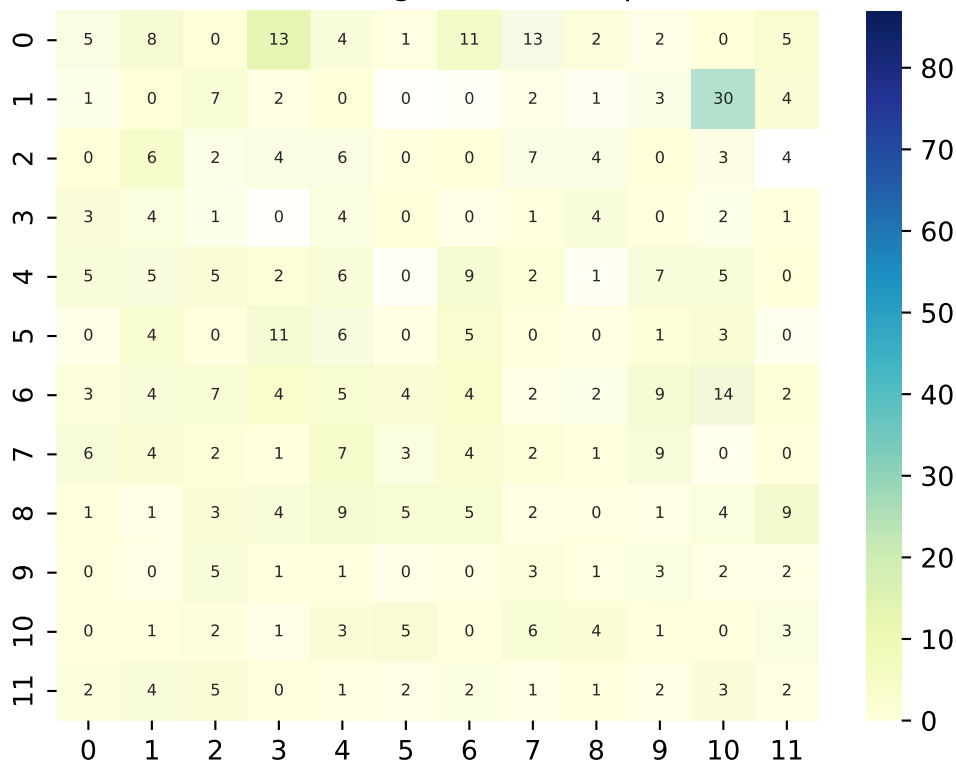 0 5 8 0 13 4 1 11 13 2 2 0 5
1 1 0 7 2 0 0 0 2 1 3 30 4
2 0 6 2 4 6 0 0 7 4 0 3 4
3 3 4 1 0 4 0 0 1 4 0 2 1
4 5 5 5 2 6 0 9 2 1 7 5 0
5 0 4 0 11 6 0 5 0 0 1 3 0
6 3 4 7 4 5 4 4 2 2 9 14 2
7 6 4 2 1 7 3 4 2 1 9 0 0
8 1 1 3 4 9 5 5 2 0 1 4 9
9 0 0 5 1 1 0 0 3 1 3 2 2
10 0 1 2 1 3 5 0 6 4 1 0 3
11 2 4 5 0 1 2 2 1 1 2 3 2
0 1 2 3 4 5 6 7 8 9 10 11
80
70
60
50
40
30
20
10
0